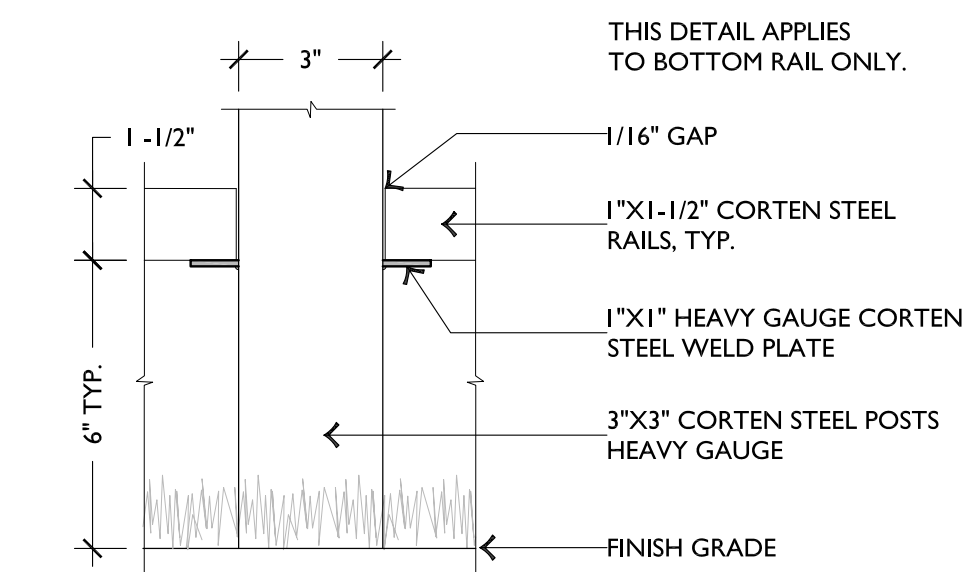 THIS DETAIL APPLIES
TO BOTTOM RAIL ONLY.
3"
1 -1/2"
1/16" GAP
1"X1-1/2" CORTEN STEEL
RAILS, TYP.
1"X1" HEAVY GAUGE CORTEN
STEEL WELD PLATE
6" TYP.
3"X3" CORTEN STEEL POSTS
HEAVY GAUGE
FINISH GRADE